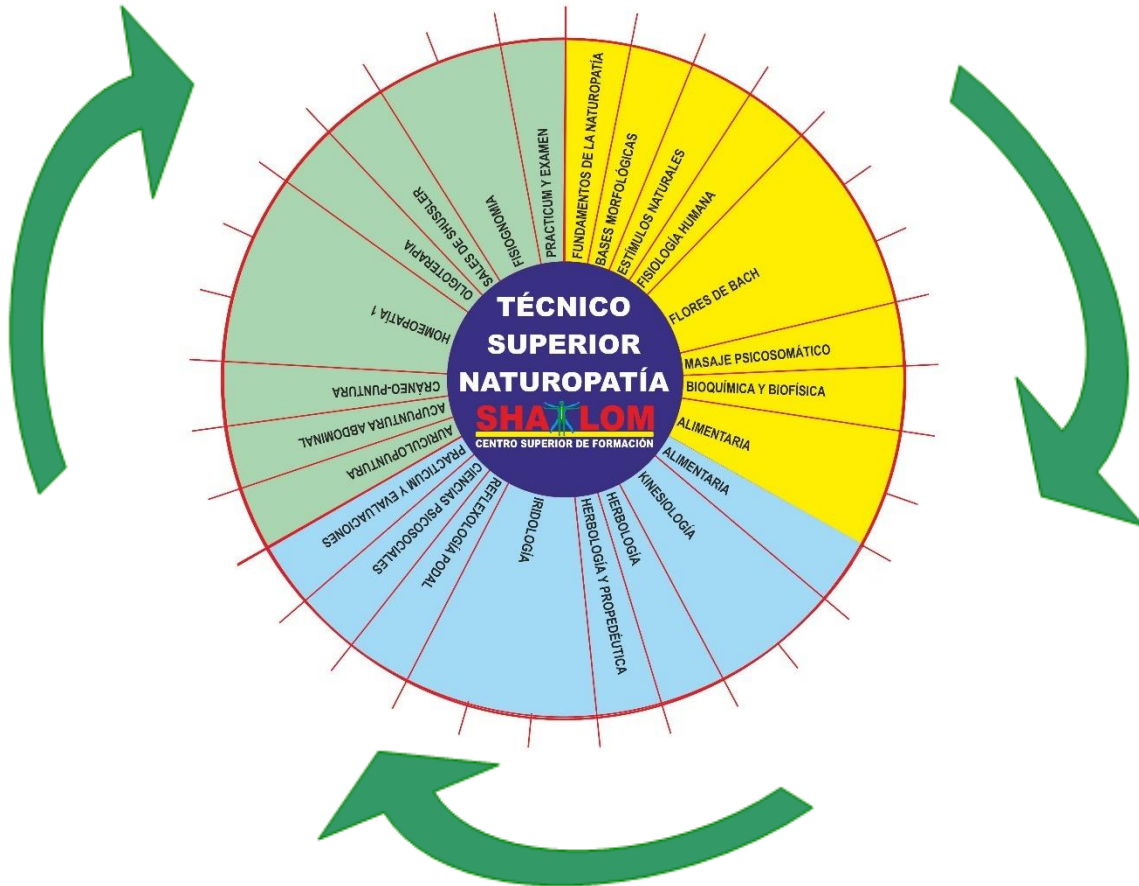 TÉCNICO
SUPERIOR
NATUROPATÍA
SHALOM
CENTRO SUPERIOR DE FORMACIÓN
FUNDAMENTOS DE LA NATUROPATÍA
BASES MORFOLÓGICAS
ESTÍMULOS NATURALES
FISIOLOGÍA HUMANA
FLORES DE BACH
MASAJE PSICOSOMÁTICO
BIOQUÍMICA Y BIOFÍSICA
ALIMENTARIA
ALIMENTARIA
KINESIOLOGÍA
HERBOLOGÍA
HERBOLOGÍA Y PROPEDÉUTICA
IRIDOLOGÍA
REFLEXOLOGÍA PODAL
CIENCIAS PSICOSOCIALES
PRACTICUM Y EVALUACIONES
AURICULOPUNTURA
ACUPUNTURA ABDOMINAL
CRÁNEO-PUNTURA
HOMEOPATÍA 1
OLIGOTERAPIA
SALES DE SHUSSLER
FISIOGNOMIA
PRACTICUM Y EXAMEN